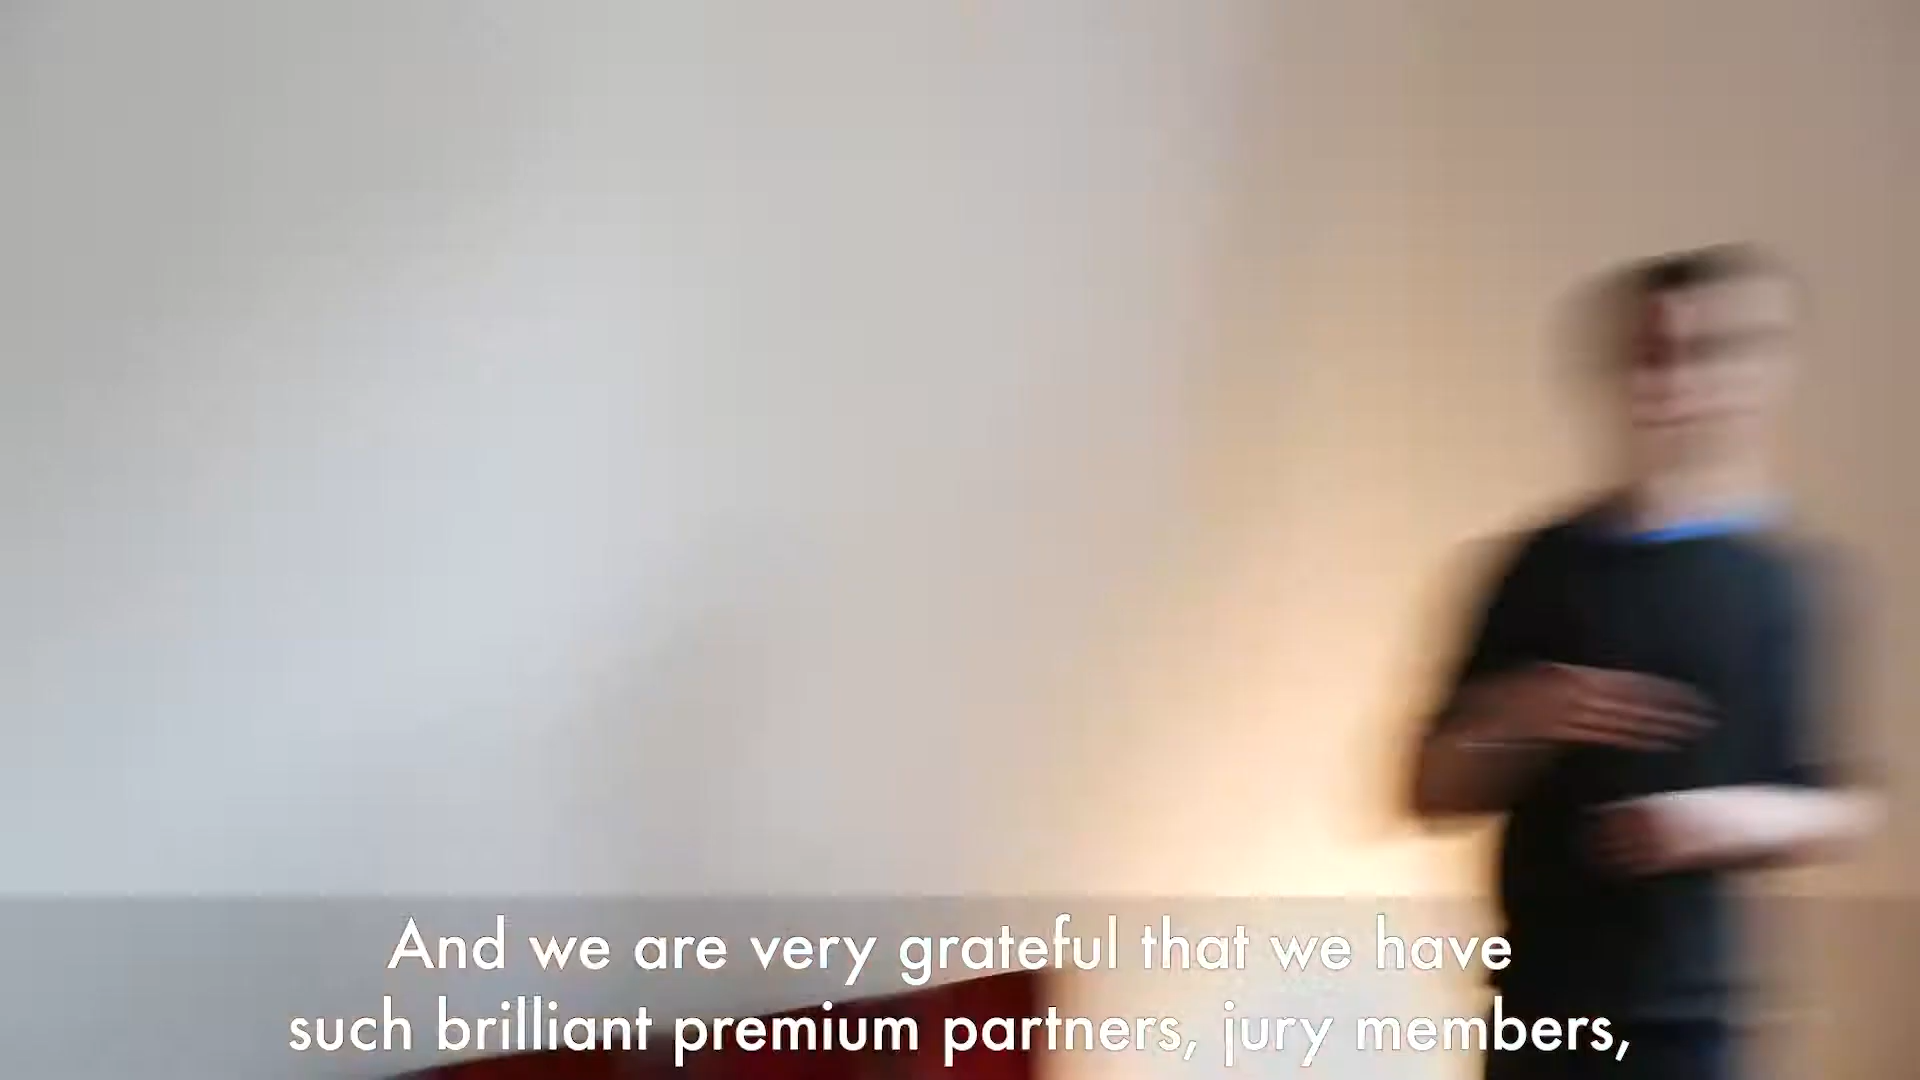 And we are very grateful that we have
such brilliant premium partners, jury members,